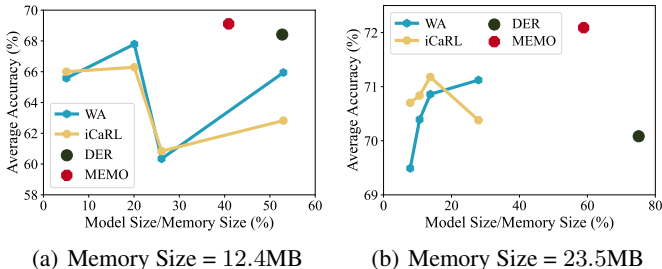 70
68
66
64
62
60
58
0 10 20 30 40 50 60
Average Accuracy (%)
Model Size/Memory Size (%)
WA
iCaRL
DER
MEMO
(a) Memory Size = 12.4MB
72
71
70
69
0 20 40 60 80
Average Accuracy (%)
Model Size/Memory Size (%)
WA
iCaRL
DER
MEMO
(b) Memory Size = 23.5MB